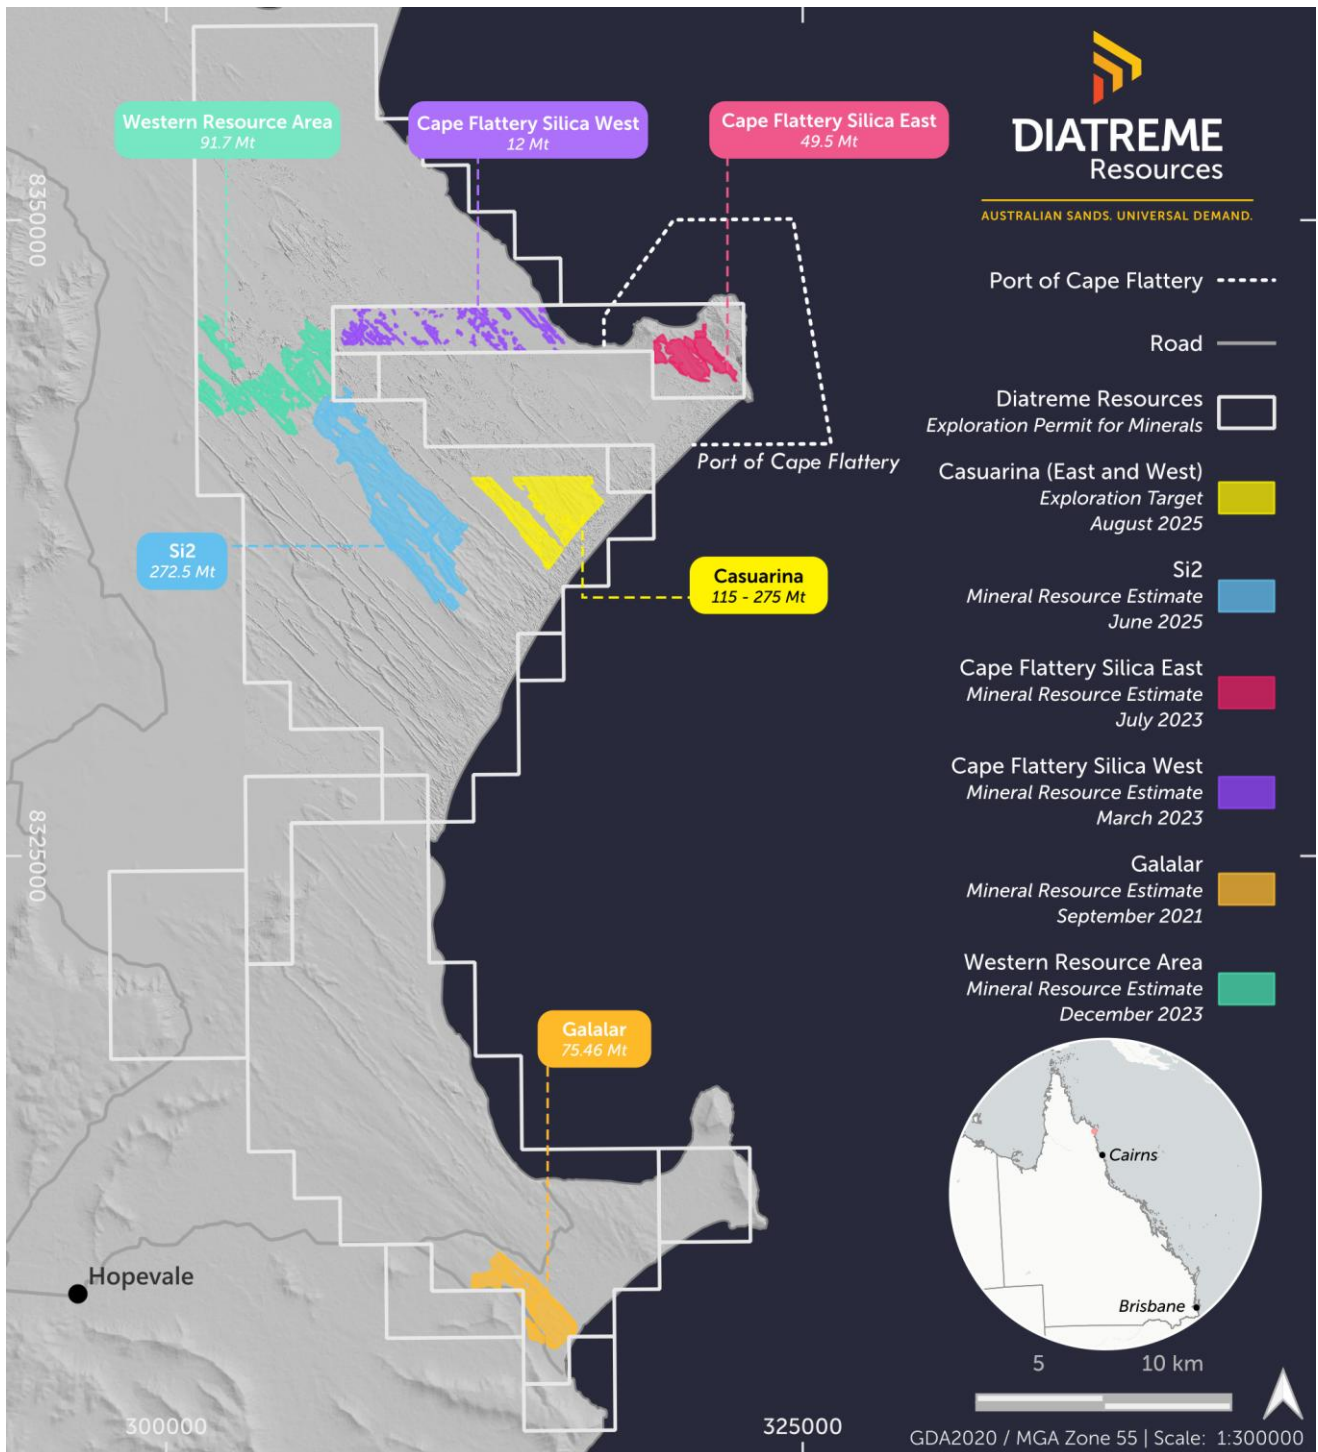 DIATREME
Resources
AUSTRALIAN SANDS. UNIVERSAL DEMAND.
Western Resource Area
91.7 Mt
Cape Flattery Silica West
12 Mt
Cape Flattery Silica East
49.5 Mt
8350000
Port of Cape Flattery
Road
Diatreme Resources
Exploration Permit for Minerals
Port of Cape Flattery
Casuarina (East and West)
Exploration Target
August 2025
Si2
272.5 Mt
Casuarina
115 - 275 Mt
Si2
Mineral Resource Estimate
June 2025
Cape Flattery Silica East
Mineral Resource Estimate
July 2023
Cape Flattery Silica West
Mineral Resource Estimate
March 2023
8325000
Galalar
Mineral Resource Estimate
September 2021
Western Resource Area
Mineral Resource Estimate
December 2023
Galalar
75.46 Mt
Cairns
Brisbane
Hopevale
5 10 km
300000
325000
GDA2020 / MGA Zone 55 | Scale: 1:300000